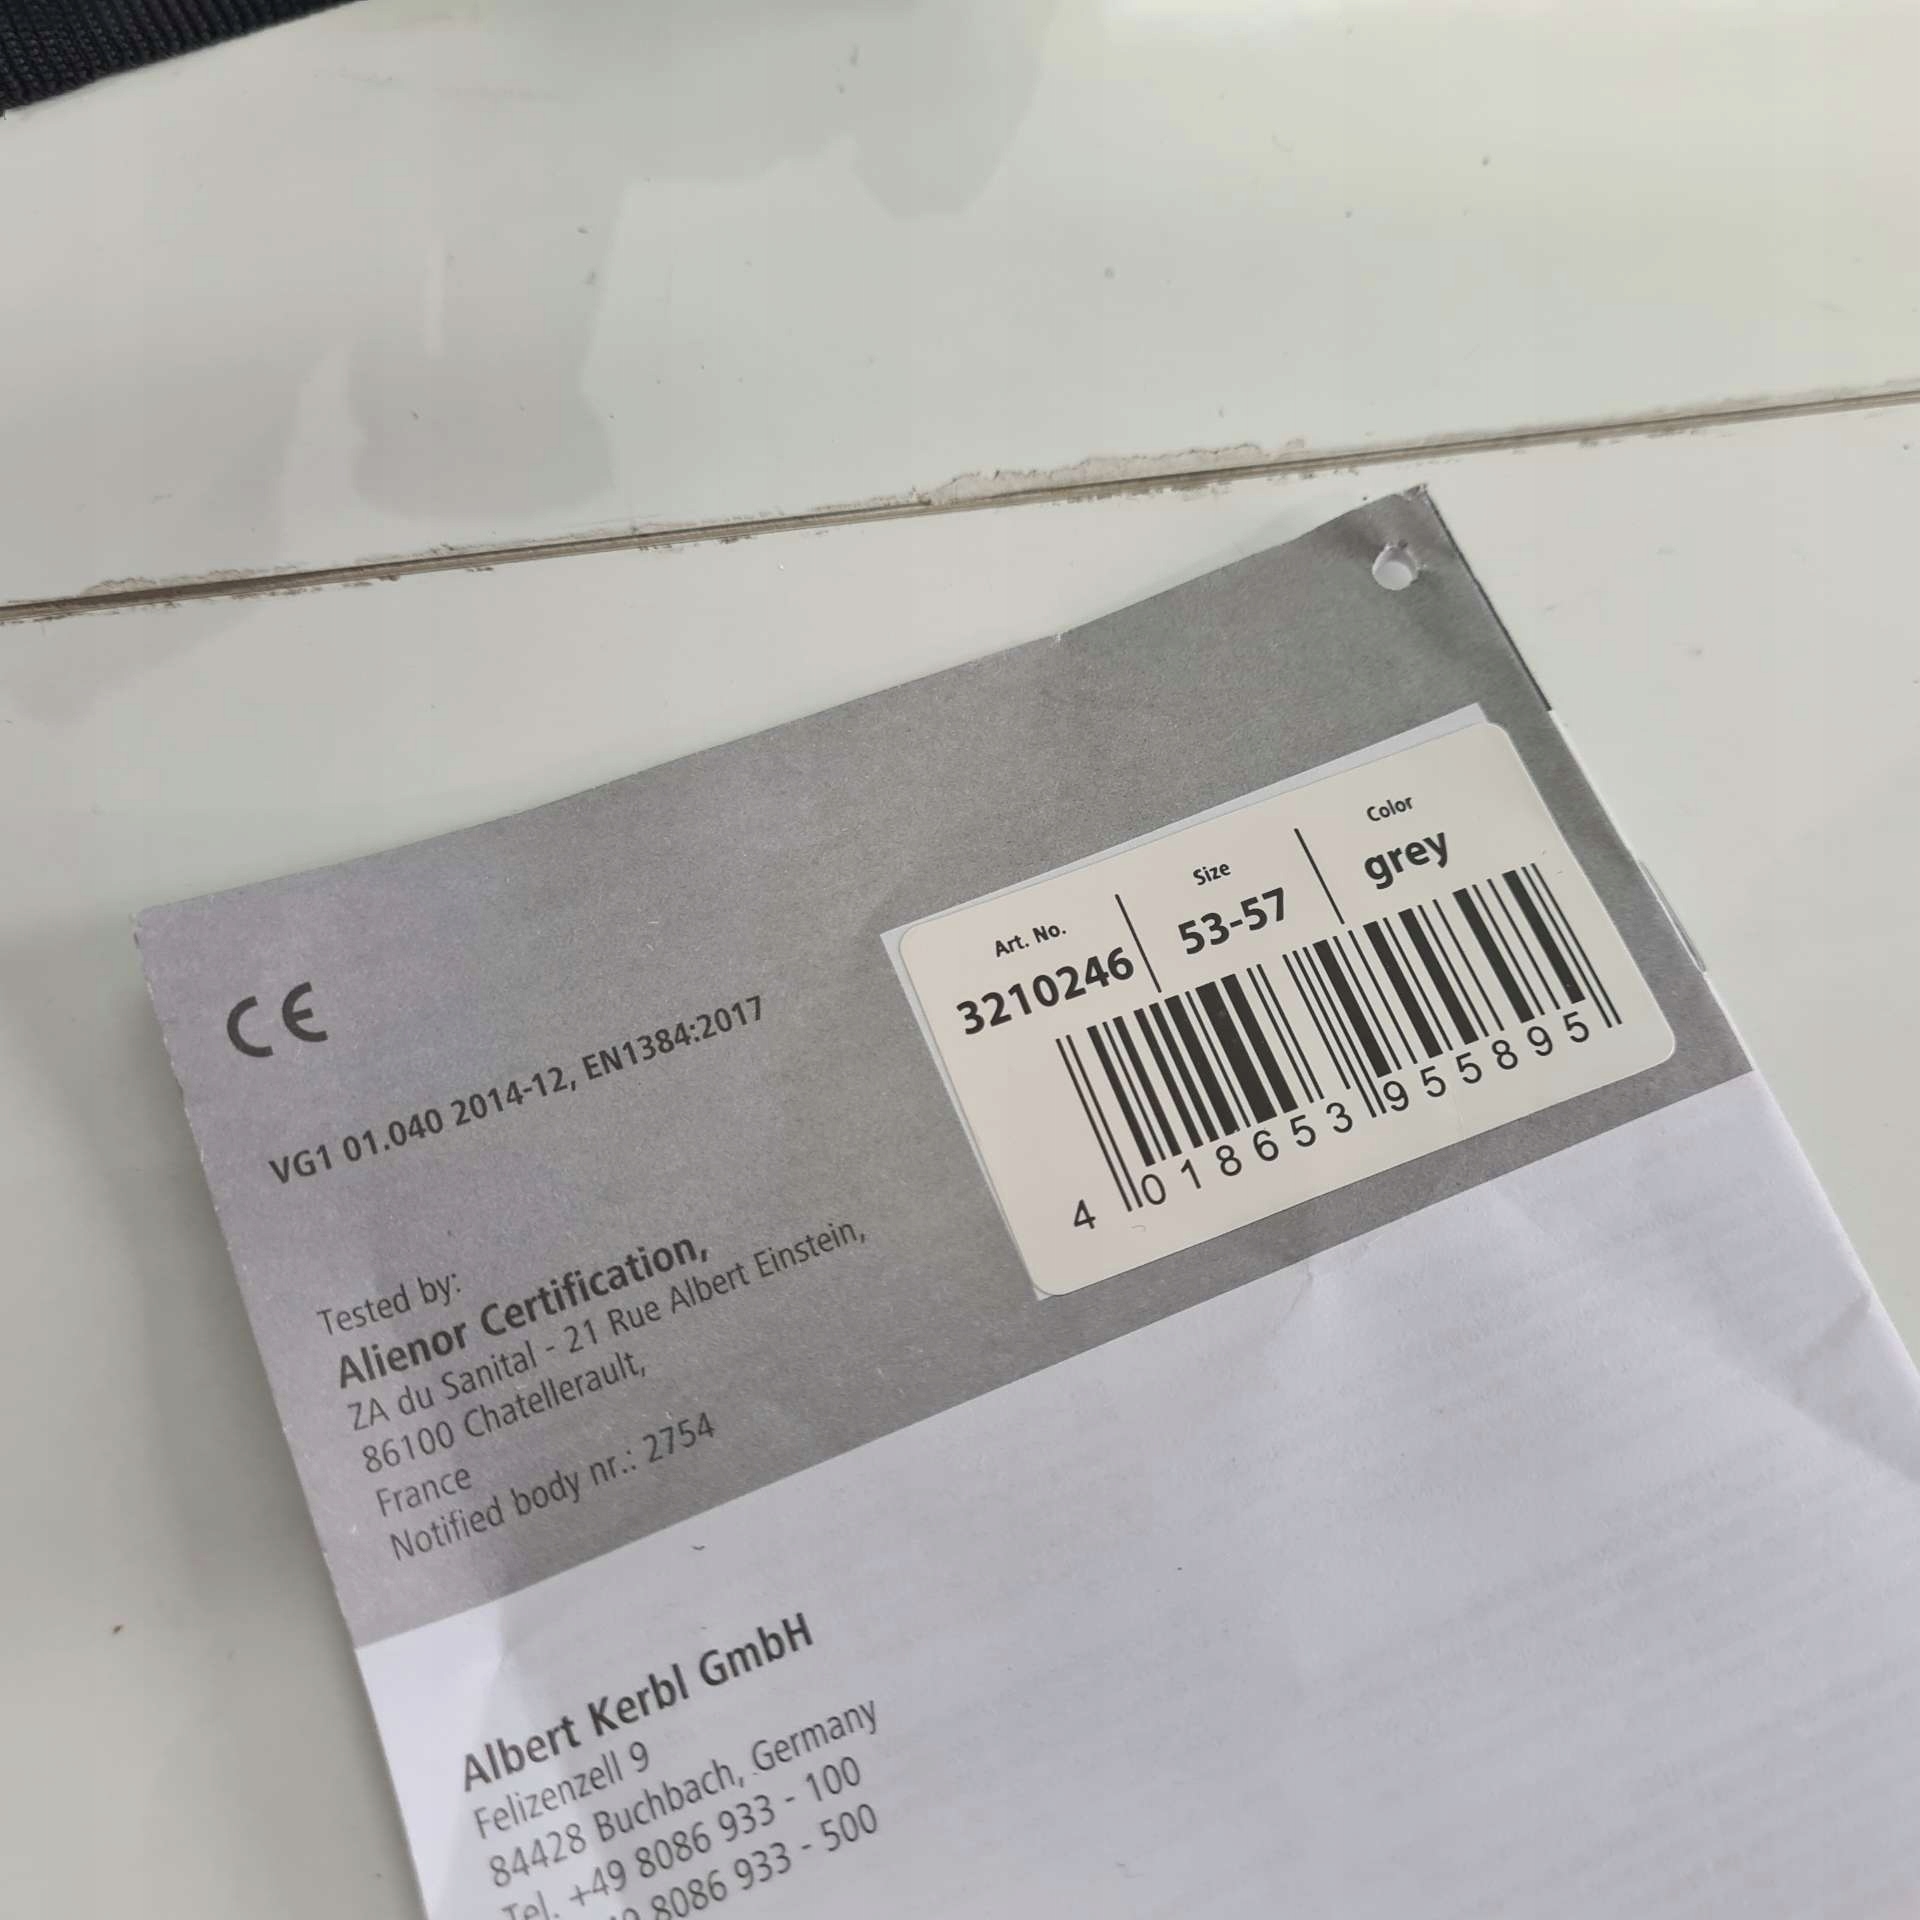 CE
VG1 01.040 2014-12, EN1384:2017
Art. No.
3210246
Size
53-57
Color
grey
4 018653 955895
Tested by:
Alienor Certification,
ZA du Sanital - 21 Rue Albert Einstein,
86100 Chatellerault,
France
Notified body nr.: 2754
Albert Kerbl GmbH
Felizenzell 9
84428 Buchbach, Germany
Tel. +49 8086 933 - 100
8086 933 - 500